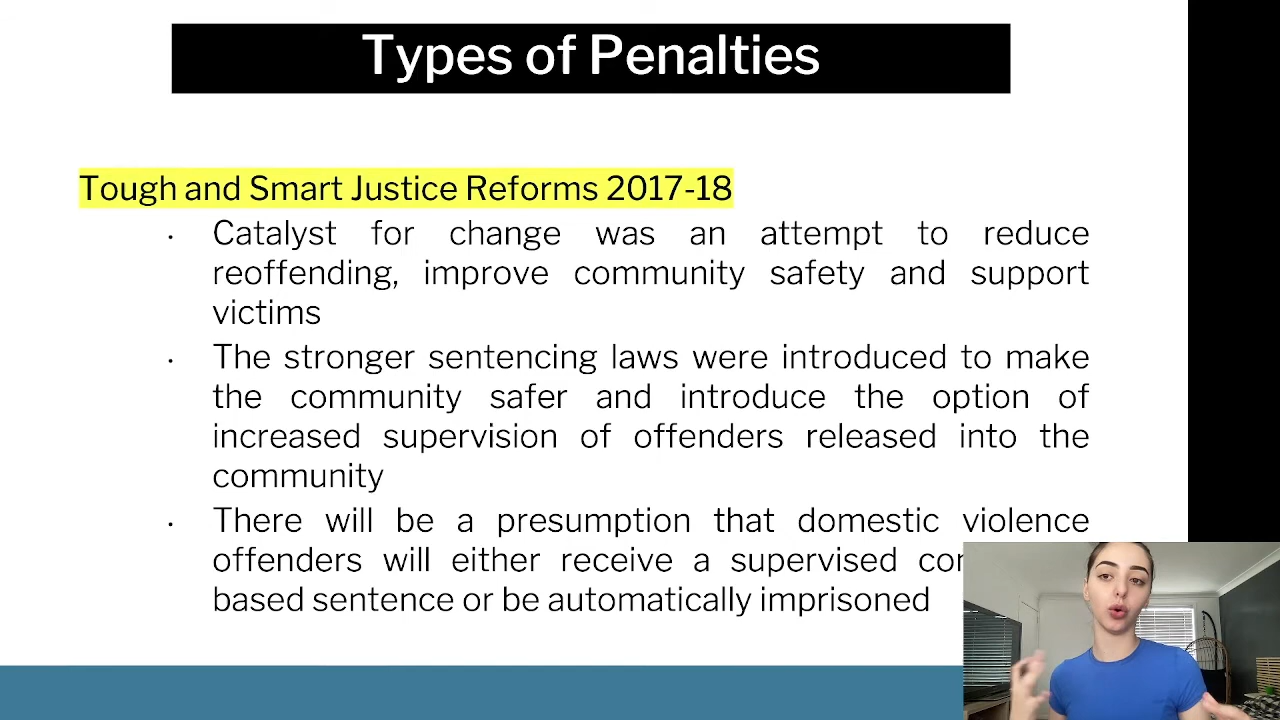 Types of Penalties
Tough and Smart Justice Reforms 2017-18
· Catalyst for change was an attempt to reduce
reoffending, improve community safety and support
victims
· The stronger sentencing laws were introduced to make
the community safer and introduce the option of
increased supervision of offenders released into the
community
· There will be a presumption that domestic violence
offenders will either receive a supervised
based sentence or be automatically imprisoned